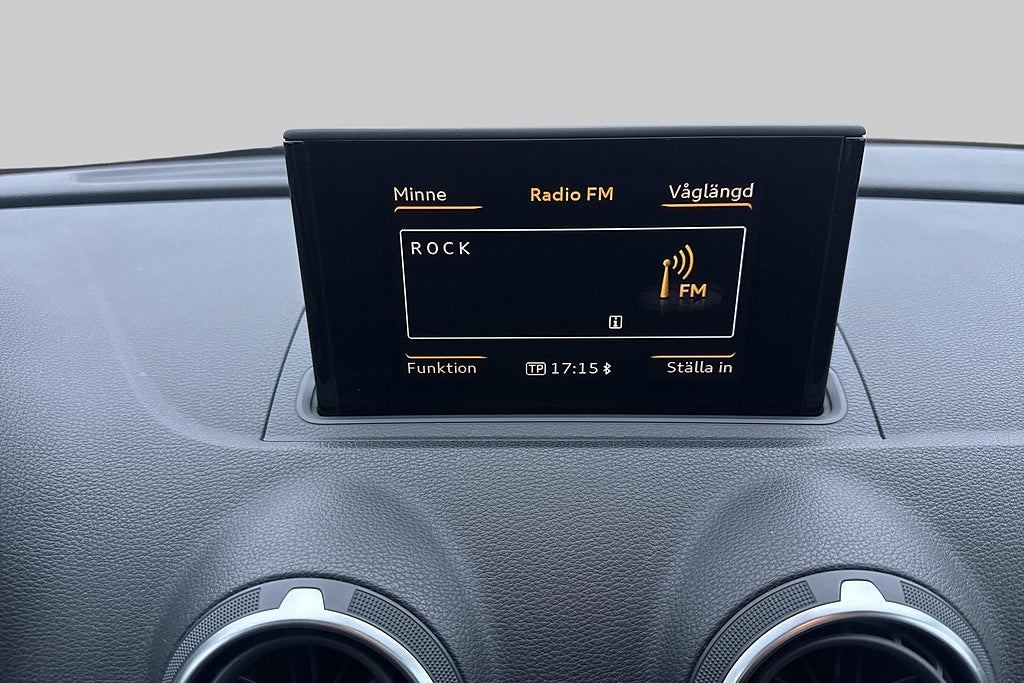 Minne Radio FM Våglängd
ROCK
FM
i
Funktion TP 17:15 Ställa in